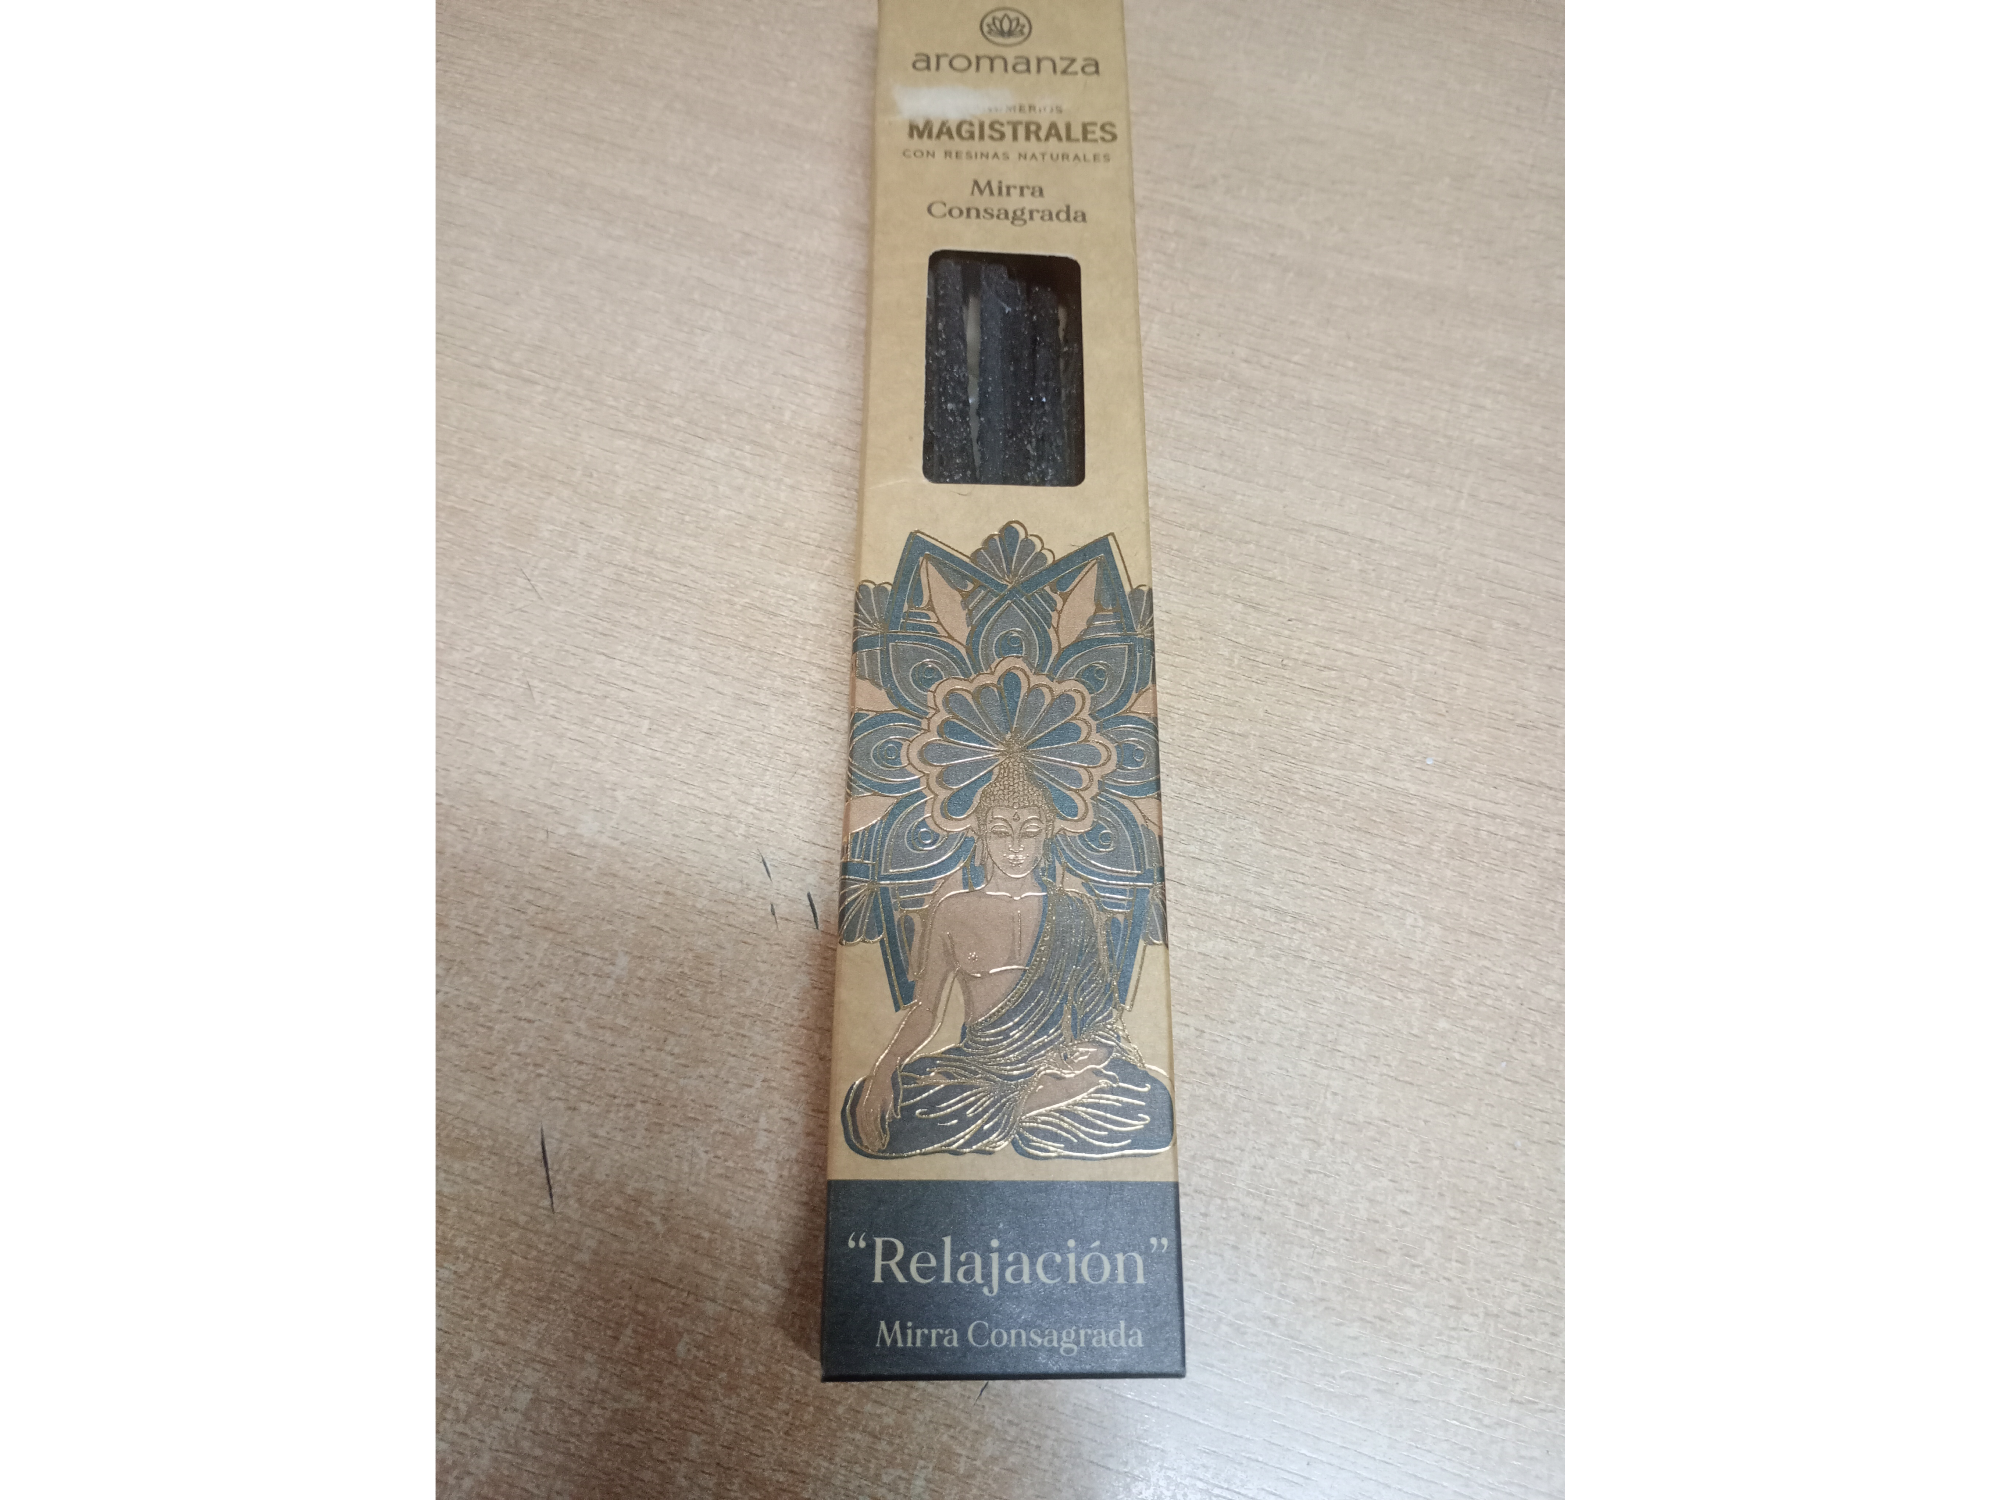 aromanza
MAGISTRALES
CON RESINAS NATURALES
Mirra
Consagrada
“Relajación”
Mirra Consagrada